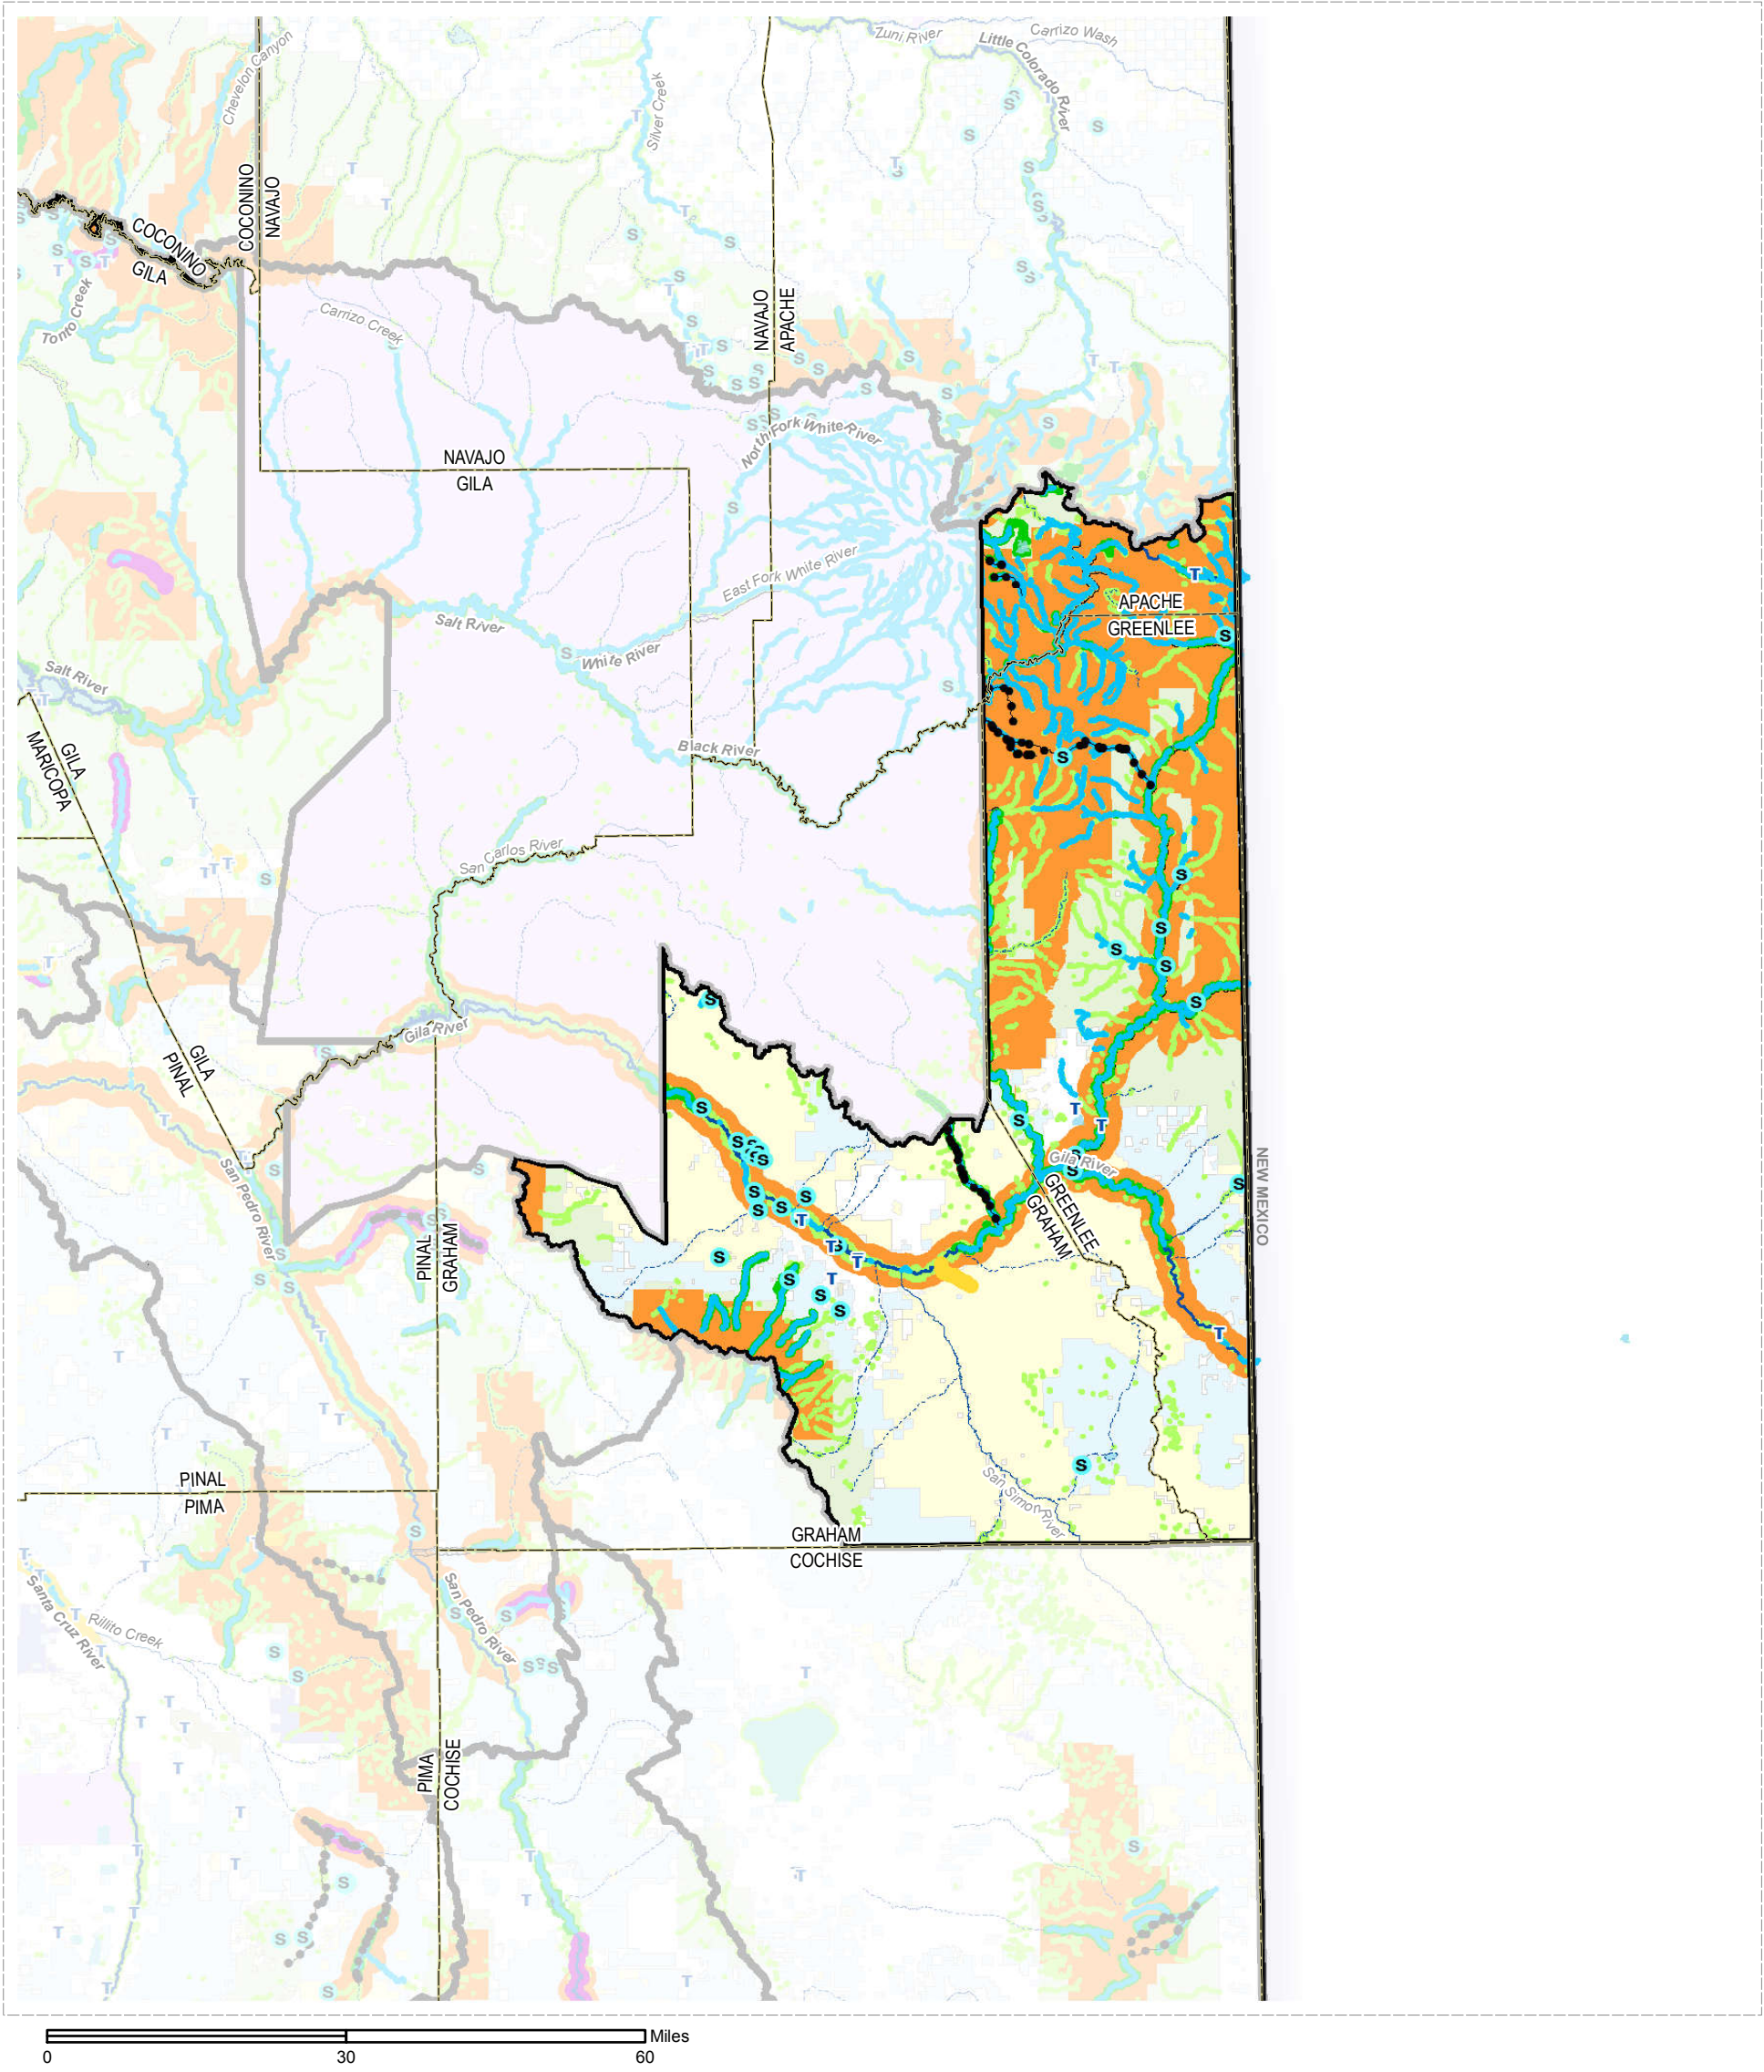 Zuni River
Little Colorado River
Carrizo Wash
Chevelon Canyon
Silver Creek
COCONINO
NAVAJO
COCONINO
GILA
Tonto Creek
Carrizo Creek
NAVAJO
APACHE
North Fork White River
NAVAJO
GILA
East Fork White River
APACHE
GREENLEE
Salt River
White River
Salt River
Black River
GILA
MARICOPA
San Carlos River
Gila River
GILA
PINAL
Gila River
GREENLEE
GRAHAM
NEW MEXICO
San Pedro River
PINAL
GRAHAM
San Simon River
PINAL
PIMA
GRAHAM
COCHISE
Santa Cruz River
Rillito Creek
San Pedro River
PIMA
COCHISE
Miles
0 30 60